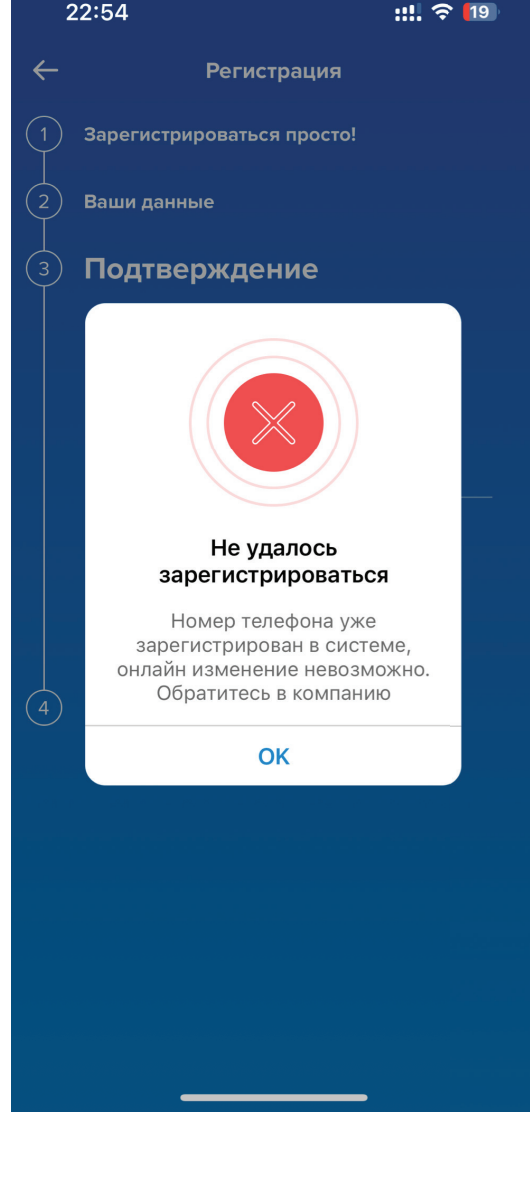 22:54
19
Регистрация
1
Зарегистрироваться просто!
2
Ваши данные
3
Подтверждение
Не удалось
зарегистрироваться
Номер телефона уже
зарегистрирован в системе,
онлайн изменение невозможно.
Обратитесь в компанию
4
OK